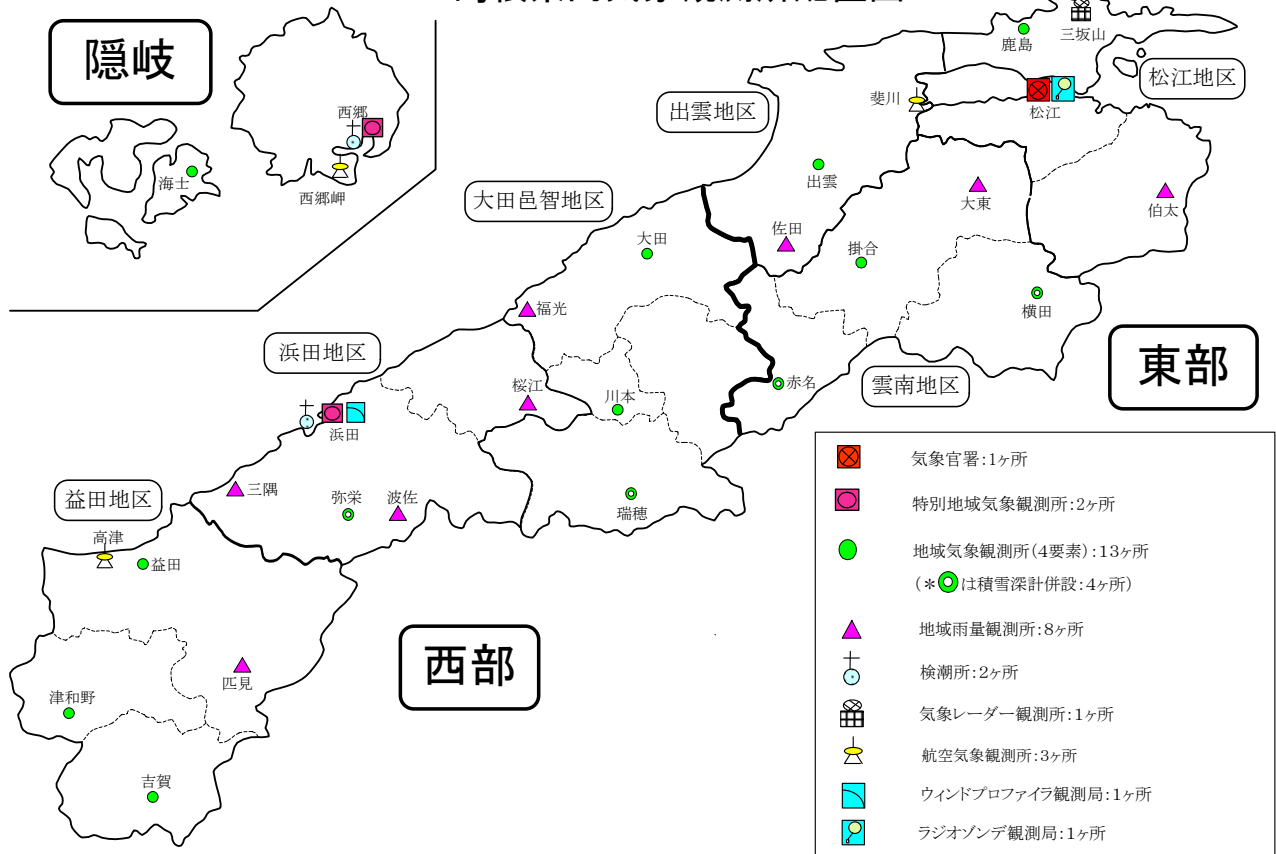 隠岐
西郷
海士
西郷岬
鹿島
三坂山
松江地区
松江
斐川
出雲地区
出雲
大東
伯太
大田邑智地区
佐田
大田
掛合
横田
福光
東部
浜田地区
桜江
川本
赤名
雲南地区
浜田
三隅
弥栄
波佐
瑞穂
益田地区
高津
益田
西部
匹見
津和野
吉賀
気象官署:1ヶ所
特別地域気象観測所:2ヶ所
地域気象観測所(4要素):13ヶ所
(*◎は積雪深計併設:4ヶ所)
地域雨量観測所:8ヶ所
検潮所:2ヶ所
気象レーダー観測所:1ヶ所
航空気象観測所:3ヶ所
ウィンドプロファイラ観測局:1ヶ所
ラジオゾンデ観測局:1ヶ所